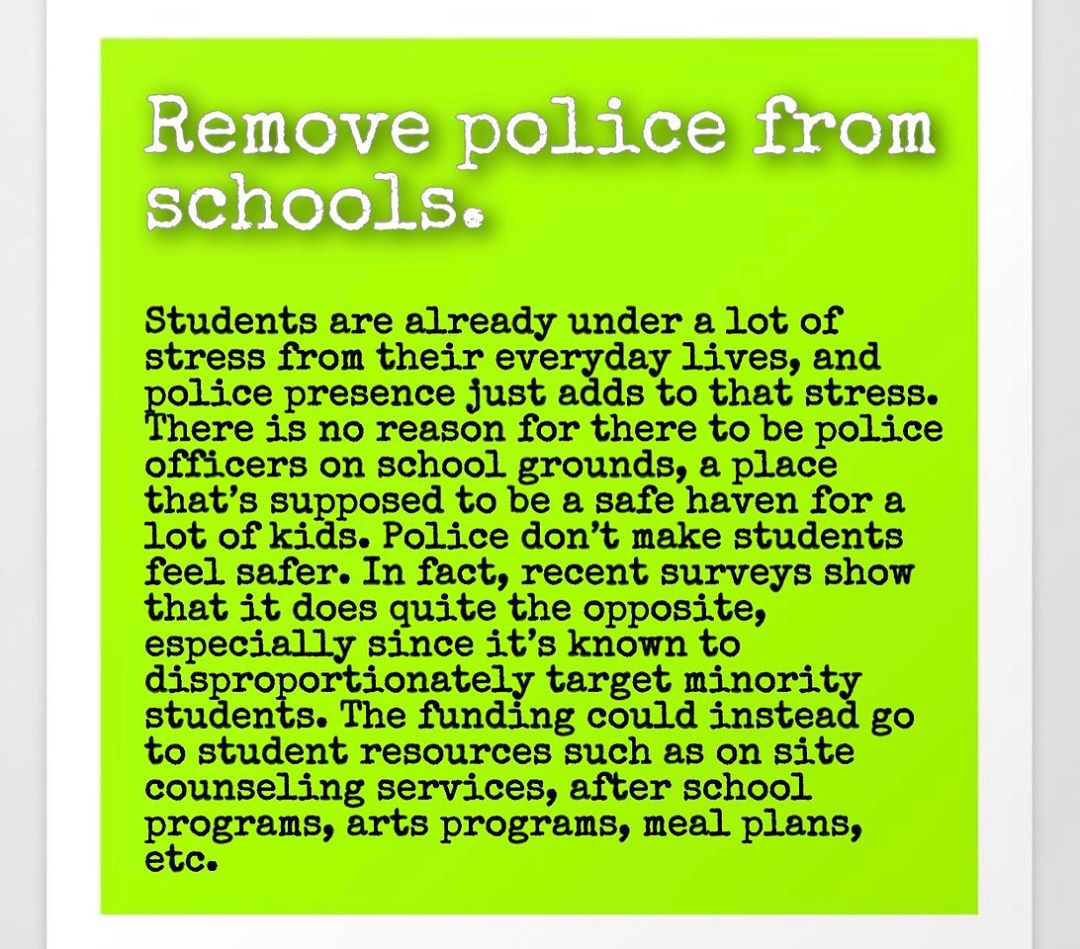 Remove police from
schools.
Students are already under a lot of
stress from their everyday lives, and
police presence just adds to that stress.
There is no reason for there to be police
officers on school grounds, a place
that's supposed to be a safe haven for a
lot of kids. Police don't make students
feel safer. In fact, recent surveys show
that it does quite the opposite,
especially since it's known to
disproportionately target minority
students. The funding could instead go
to student resources such as on site
counseling services, after school
programs, arts programs, meal plans,
etc.